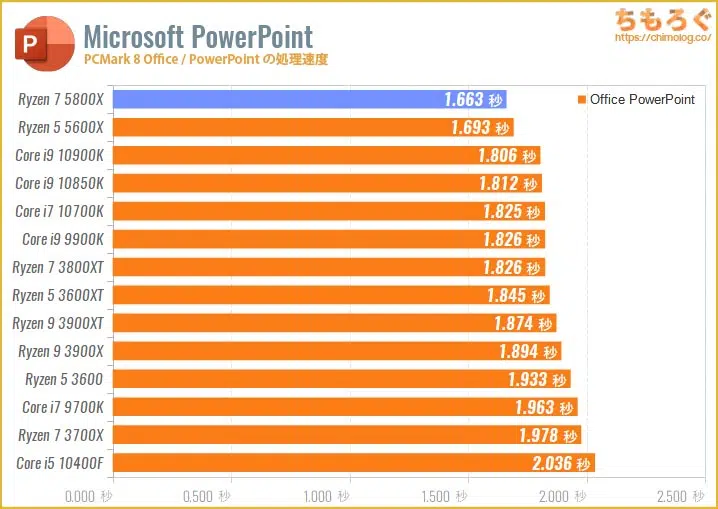 P
Microsoft PowerPoint
PCMark 8 Office / PowerPoint の処理速度
ちもろぐ
https://chimolog.co/
Office PowerPoint
Ryzen 7 5800X 1.663 秒
Ryzen 5 5600X 1.693 秒
Core i9 10900K 1.806 秒
Core i9 10850K 1.812 秒
Core i7 10700K 1.825 秒
Core i9 9900K 1.826 秒
Ryzen 7 3800XT 1.826 秒
Ryzen 5 3600XT 1.845 秒
Ryzen 9 3900XT 1.874 秒
Ryzen 9 3900X 1.894 秒
Ryzen 5 3600 1.933 秒
Core i7 9700K 1.963 秒
Ryzen 7 3700X 1.978 秒
Core i5 10400F 2.036 秒
0.000 秒 0.500 秒 1.000 秒 1.500 秒 2.000 秒 2.500 秒